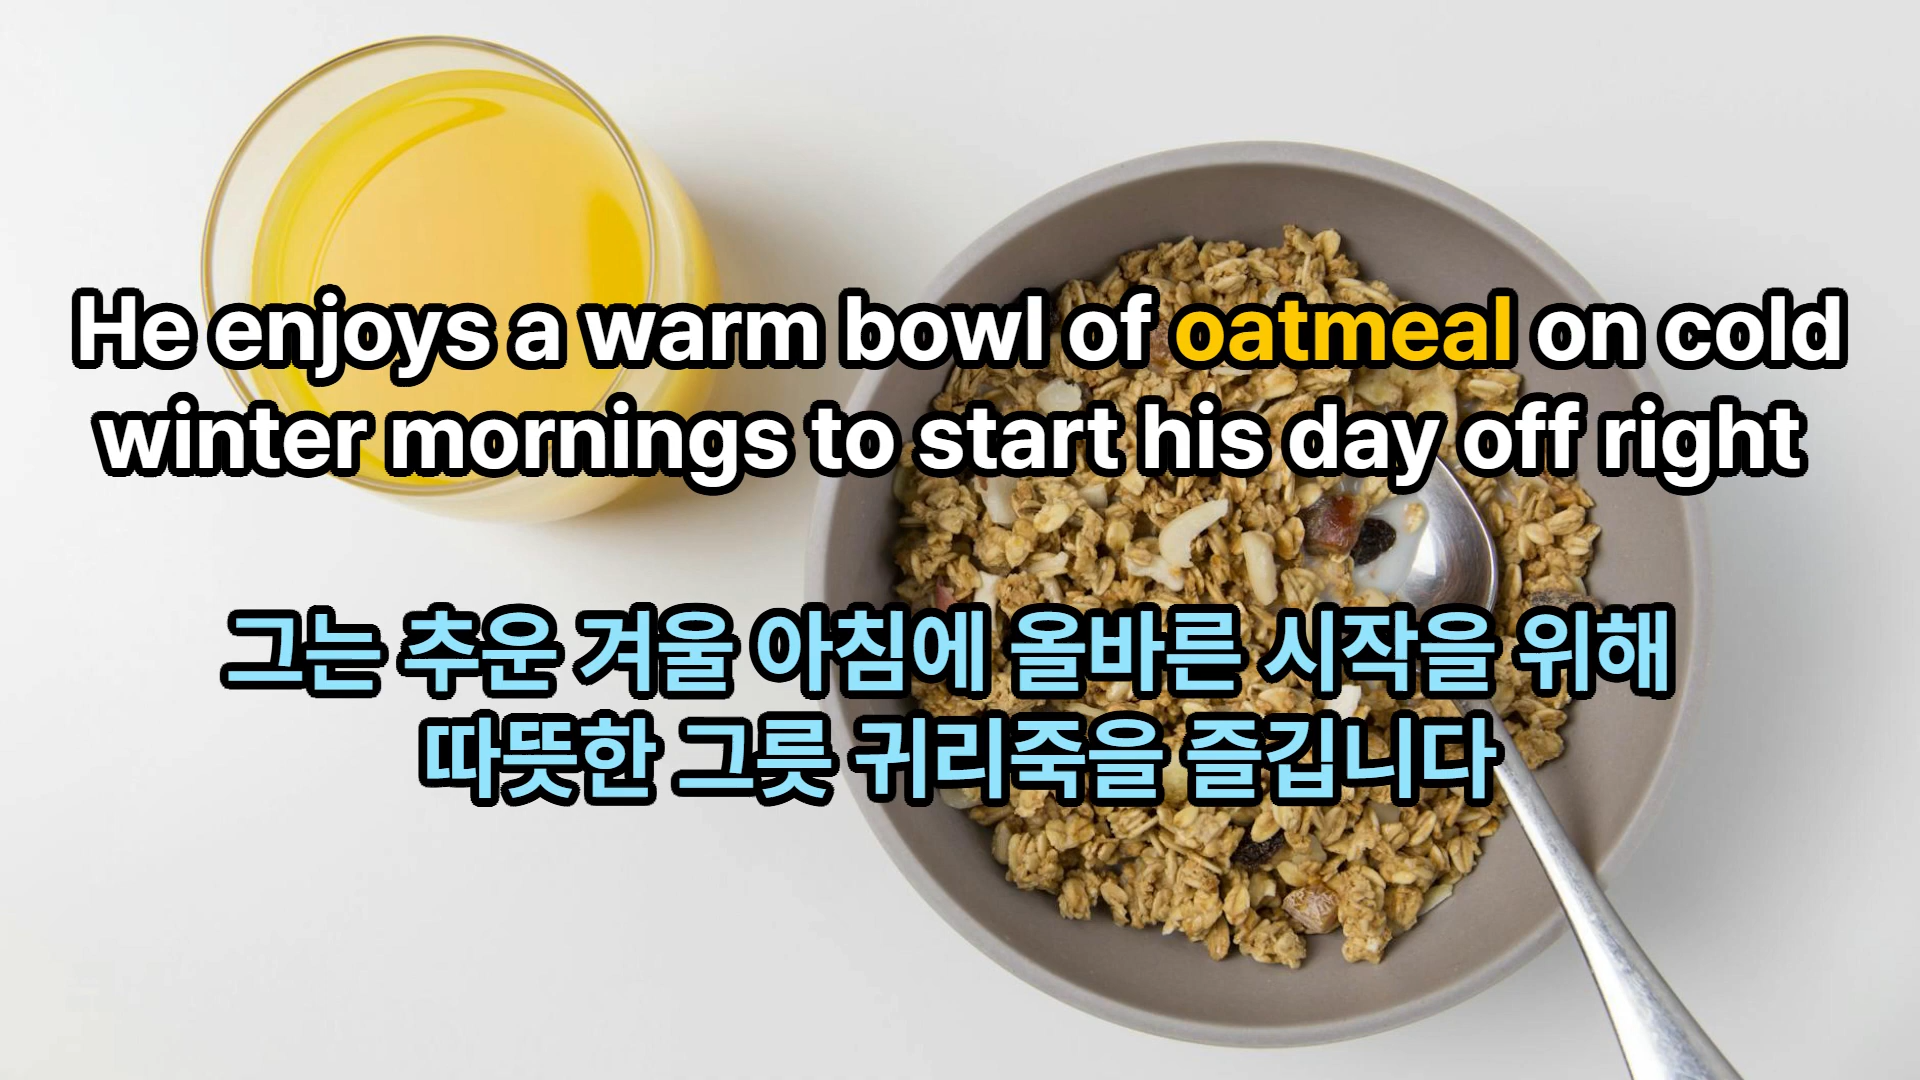 He enjoys a warm bowl of oatmeal on cold
winter mornings to start his day off right
그는 추운 겨울 아침에 올바른 시작을 위해
따뜻한 그릇 귀리죽을 즐깁니다